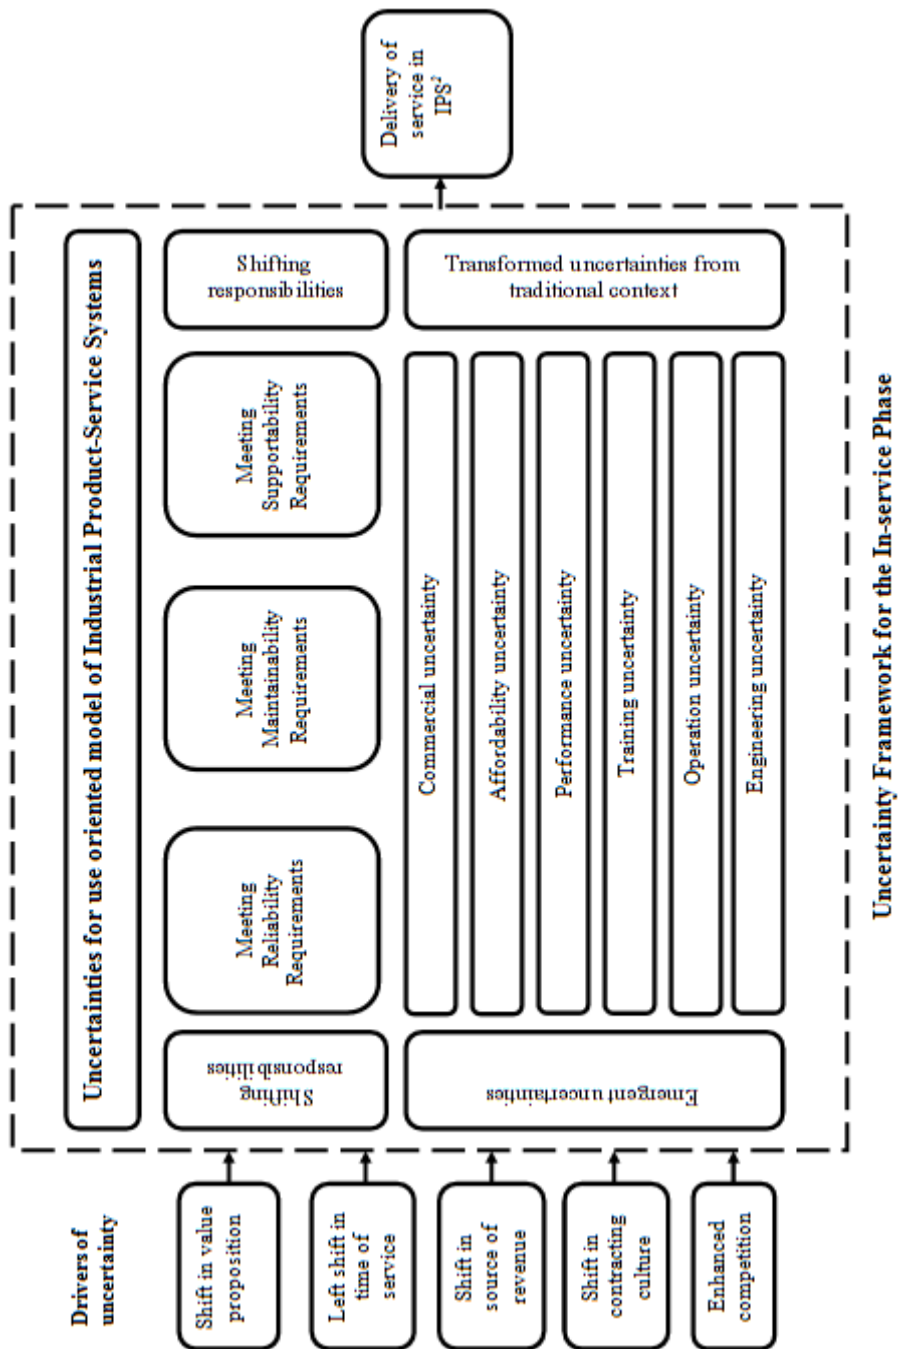 Drivers of
uncertainty
Shift in value
proposition
Left shift in
time of
service
Shift in
source of
revenue
Shift in
contracting
culture
Enhanced
competition
Uncertainties for use oriented model of Industrial Product-Service Systems
Shifting
responsibilities
Meeting
Reliability
Requirements
Meeting
Maintainability
Requirements
Meeting
Supportability
Requirements
Shifting
responsibilities
Emergent uncertainties
Commercial uncertainty
Affordability uncertainty
Performance uncertainty
Training uncertainty
Operation uncertainty
Engineering uncertainty
Transformed uncertainties from
traditional context
Delivery of
service in
IPS²
Uncertainty Framework for the In-service Phase